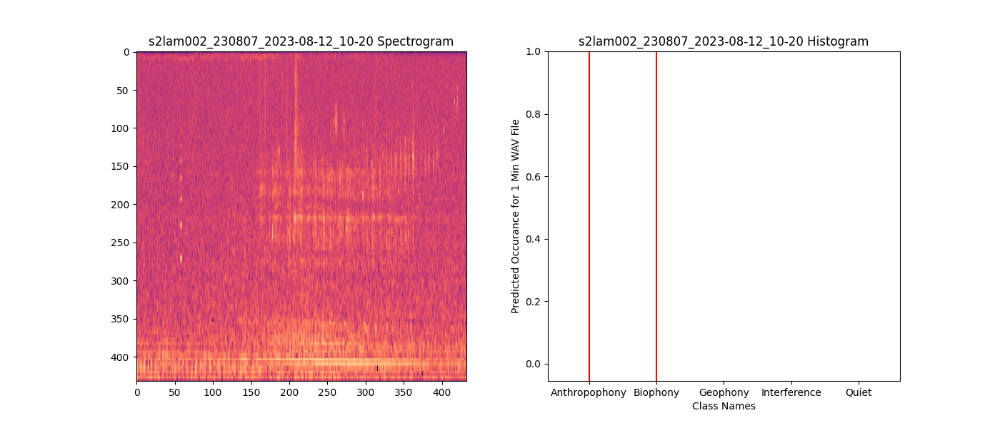 s2lam002_230807_2023-08-12_10-20 Spectrogram
0
50
100
150
200
250
300
350
400
0 50 100 150 200 250 300 350 400
s2lam002_230807_2023-08-12_10-20 Histogram
Predicted Occurance for 1 Min WAV File
1.0
0.8
0.6
0.4
0.2
0.0
Anthropophony Biophony Geophony Interference Quiet
Class Names